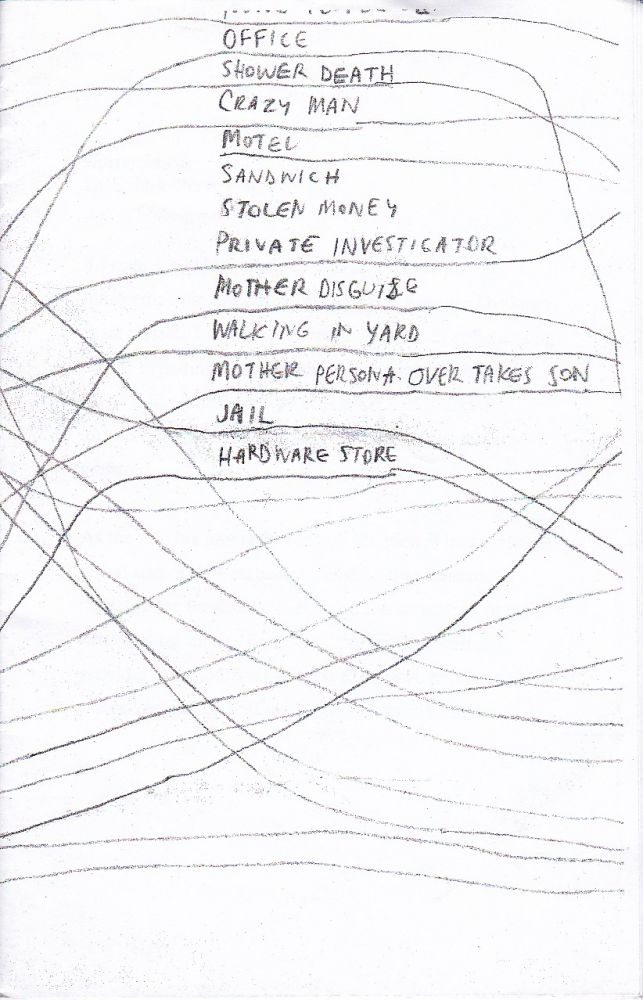 OFFICE
SHOWER DEATH
CRAZY MAN
MOTEL
SANDWICH
STOLEN MONEY
PRIVATE INVESTIGATOR
MOTHER DISGUISE
WALKING IN YARD
MOTHER PERSONA OVER TAKES SON
JAIL
HARDWARE STORE